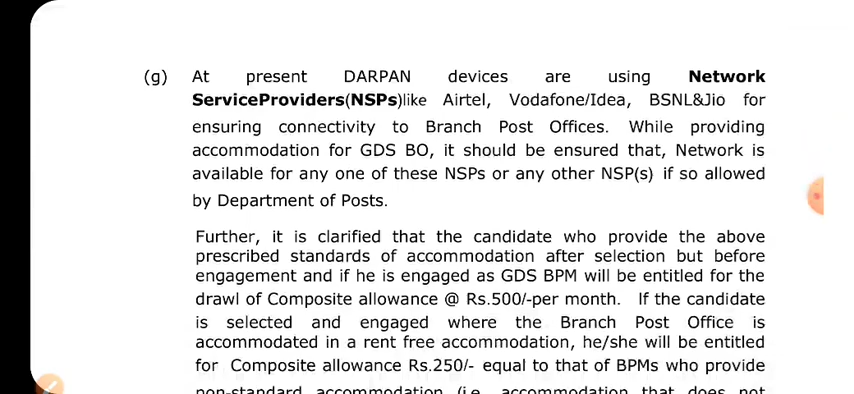 (g) At present DARPAN devices are using Network
ServiceProviders(NSPs)like Airtel, Vodafone/Idea, BSNL&Jio for
ensuring connectivity to Branch Post Offices. While providing
accommodation for GDS BO, it should be ensured that, Network is
available for any one of these NSPs or any other NSP(s) if so allowed
by Department of Posts.
Further, it is clarified that the candidate who provide the above
prescribed standards of accommodation after selection but before
engagement and if he is engaged as GDS BPM will be entitled for the
drawl of Composite allowance @ Rs.500/-per month. If the candidate
is selected and engaged where the Branch Post Office is
accommodated in a rent free accommodation, he/she will be entitled
for Composite allowance Rs.250/- equal to that of BPMs who provide
non-standard accommodation (i.e. accommodation that does not